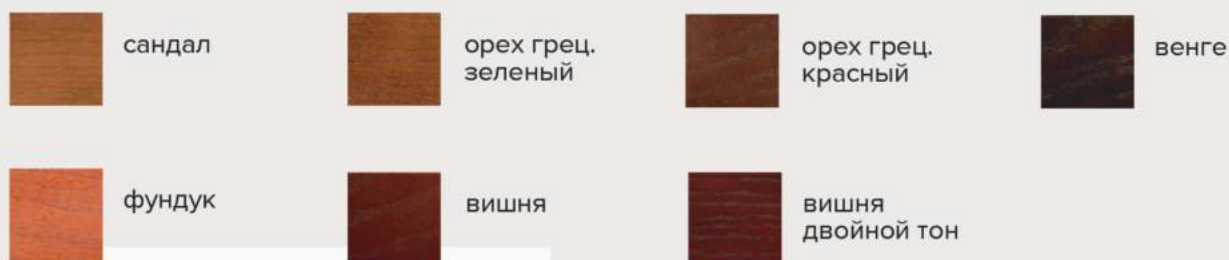 сандал
орех грец.
зеленый
орех грец.
красный
венге
фундук
вишня
вишня
двойной тон